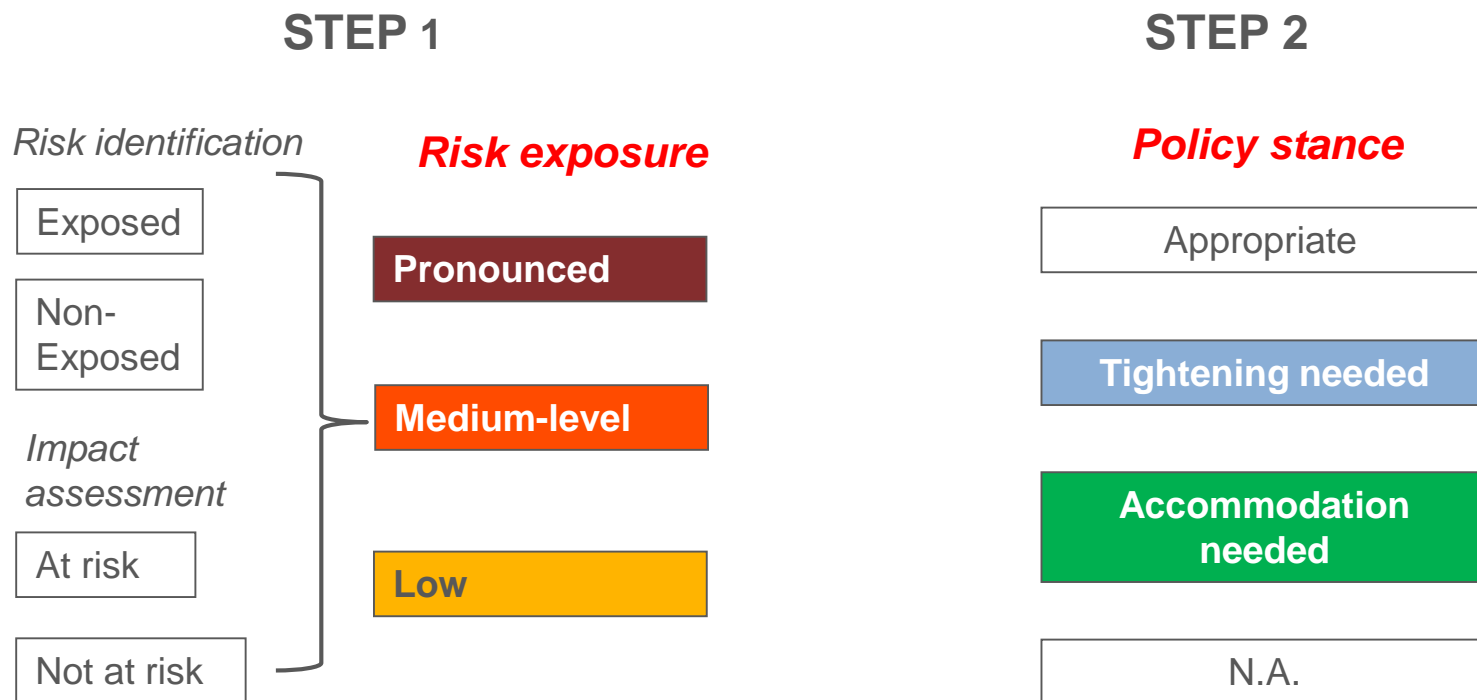 STEP 1
Risk identification
Exposed
Non-
Exposed
Impact
assessment
At risk
Not at risk
Risk exposure
Pronounced
Medium-level
Low
STEP 2
Policy stance
Appropriate
Tightening needed
Accommodation
needed
N.A.